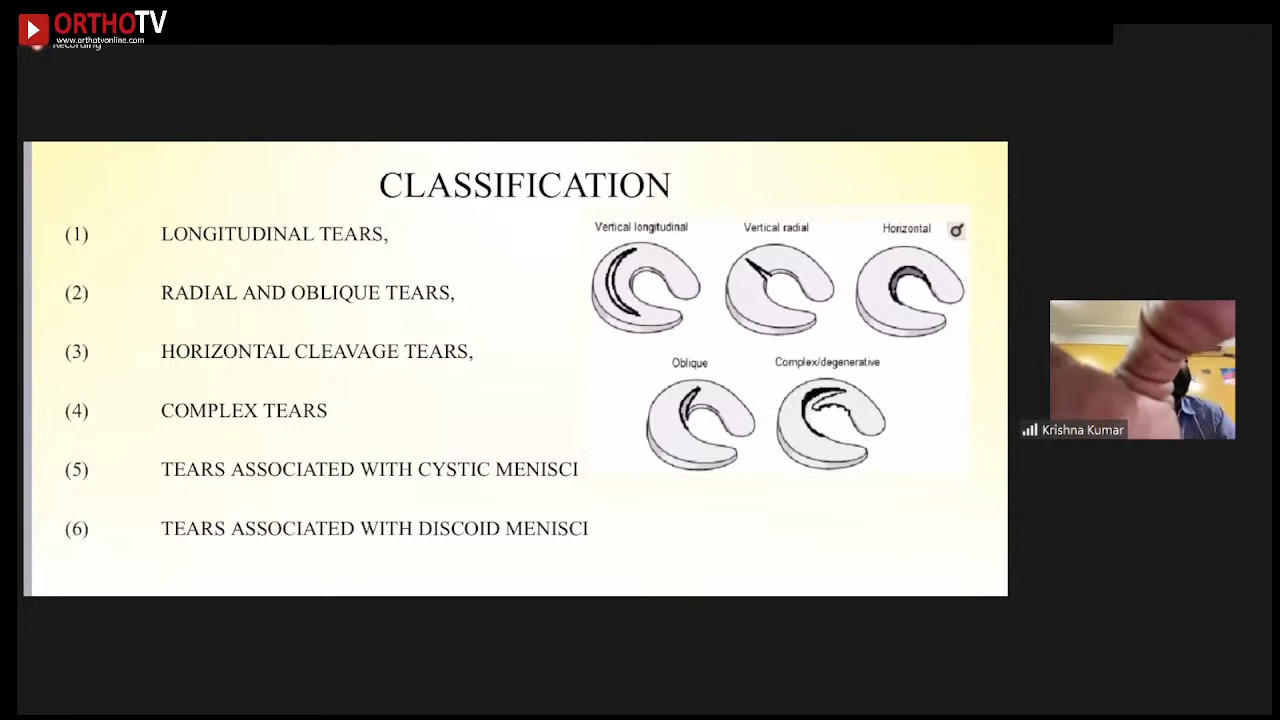 ORTHOTV
www.orthotvonline.com
Recording
CLASSIFICATION
(1) LONGITUDINAL TEARS,
(2) RADIAL AND OBLIQUE TEARS,
(3) HORIZONTAL CLEAVAGE TEARS,
(4) COMPLEX TEARS
(5) TEARS ASSOCIATED WITH CYSTIC MENISCI
(6) TEARS ASSOCIATED WITH DISCOID MENISCI
Vertical longitudinal
Vertical radial
Horizontal
Oblique
Complex/degenerative
Krishna Kumar